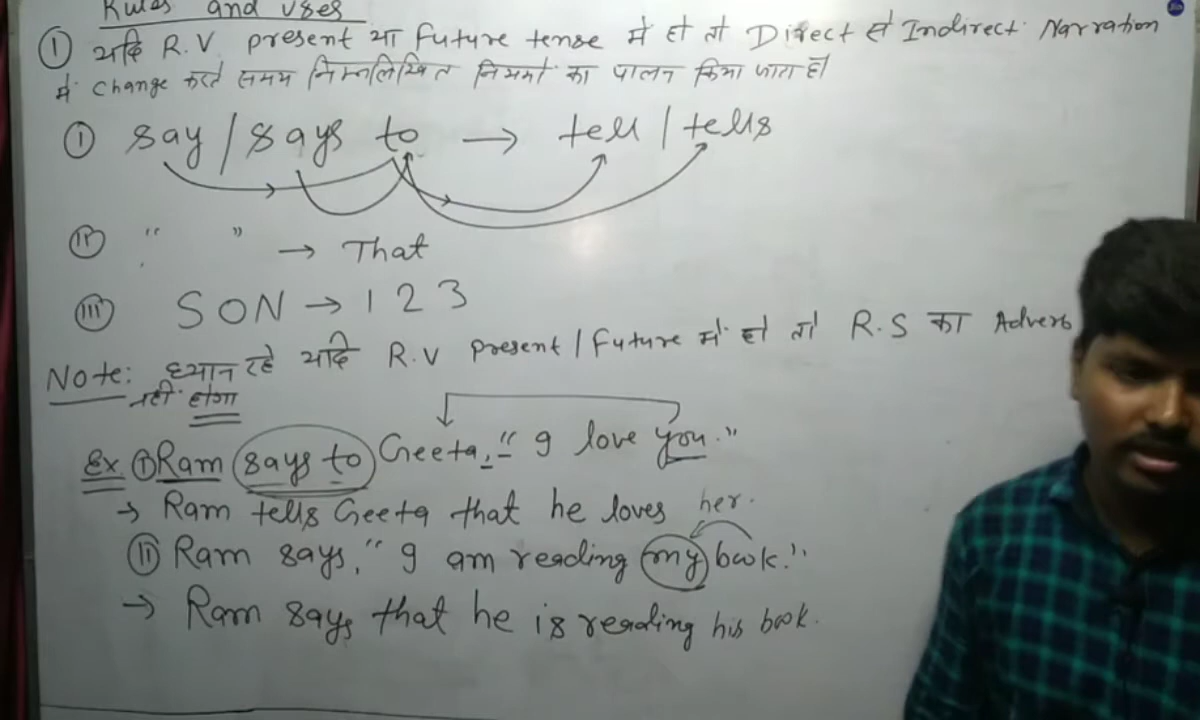 Rules and uses
① यदि R.V present या future tense में हो तो Direct से Indirect Narration
में change करते समय निम्नलिखित नियमों का पालन किया जाता है।
ⓘ say / says to → tell / tells
ⓘⓘ " " → That
ⓘⓘⓘ SON → 1 2 3
Note: ध्यान रहे यदि R.V present / Future में हो तो R.S का Adverb
नहीं होगा
Ex ⓘ Ram says to Geeta, " I love you."
→ Ram tells Geeta that he loves her.
ⓘⓘ Ram says, " I am reading my book."
→ Ram says that he is reading his book.